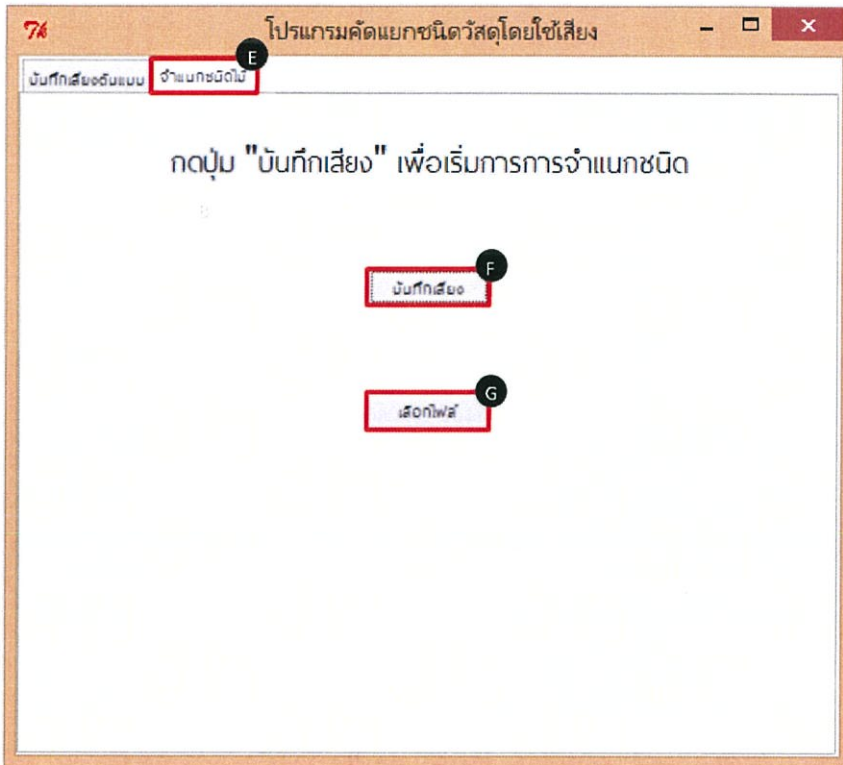 โปรแกรมคัดแยกชนิดวัสดุโดยใช้เสียง
E
บันทึกเสียงต้นแบบ จำแนกชนิดไม้
กดปุ่ม "บันทึกเสียง" เพื่อเริ่มการการจำแนกชนิด
F
บันทึกเสียง
G
เลือกไฟล์